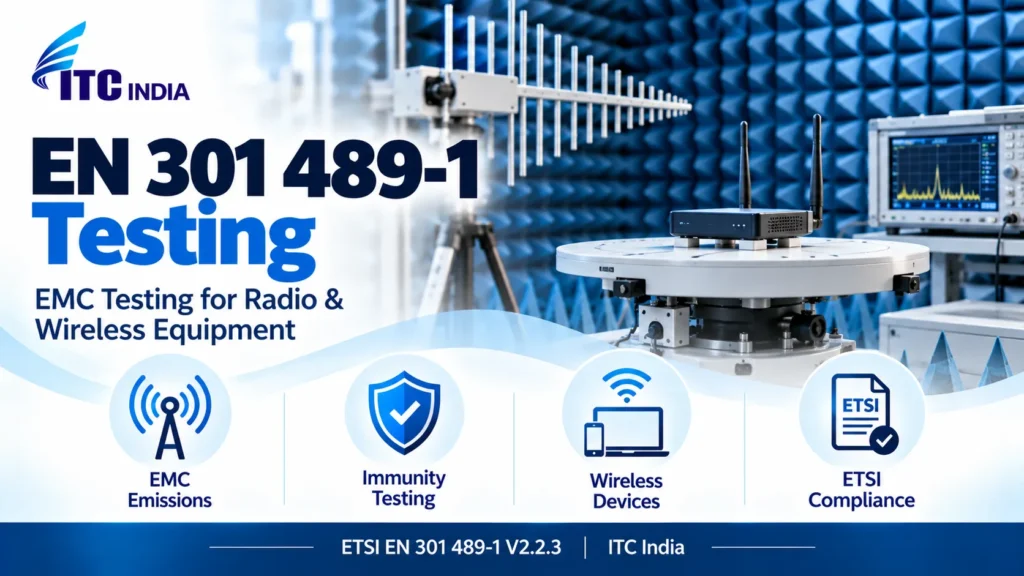 ITC INDIA
EN 301 489-1
Testing
EMC Testing for Radio &
Wireless Equipment
EMC
Emissions
Immunity
Testing
Wireless
Devices
ETSI
ETSI
Compliance
ETSI EN 301 489-1 V2.2.3 | ITC India